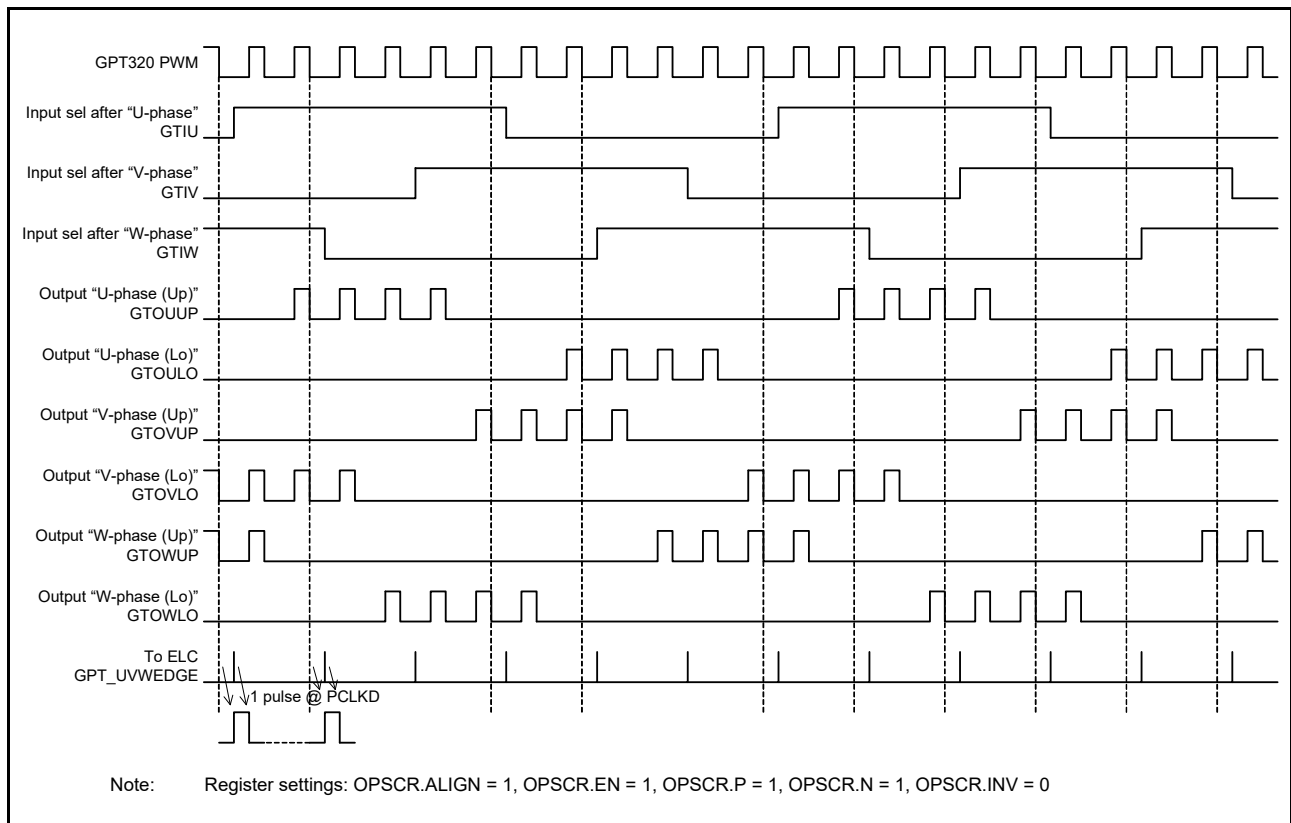 GPT320 PWM
Input sel after “U-phase”
GTIU
Input sel after “V-phase”
GTIV
Input sel after “W-phase”
GTIW
Output “U-phase (Up)”
GTOUUP
Output “U-phase (Lo)”
GTOULO
Output “V-phase (Up)”
GTOVUP
Output “V-phase (Lo)”
GTOVLO
Output “W-phase (Up)”
GTOWUP
Output “W-phase (Lo)”
GTOWLO
To ELC
GPT_UVWEDGE
1 pulse @ PCLKD
Note: Register settings: OPSCR.ALIGN = 1, OPSCR.EN = 1, OPSCR.P = 1, OPSCR.N = 1, OPSCR.INV = 0